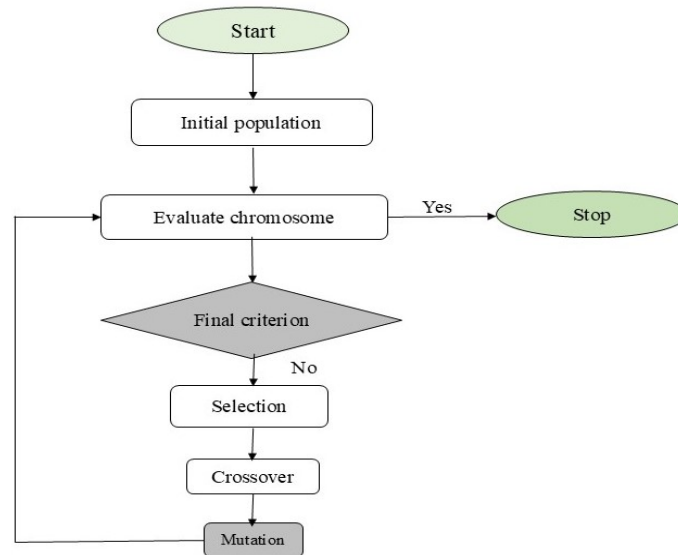 Start
Initial population
Evaluate chromosome
Yes
Stop
Final criterion
No
Selection
Crossover
Mutation